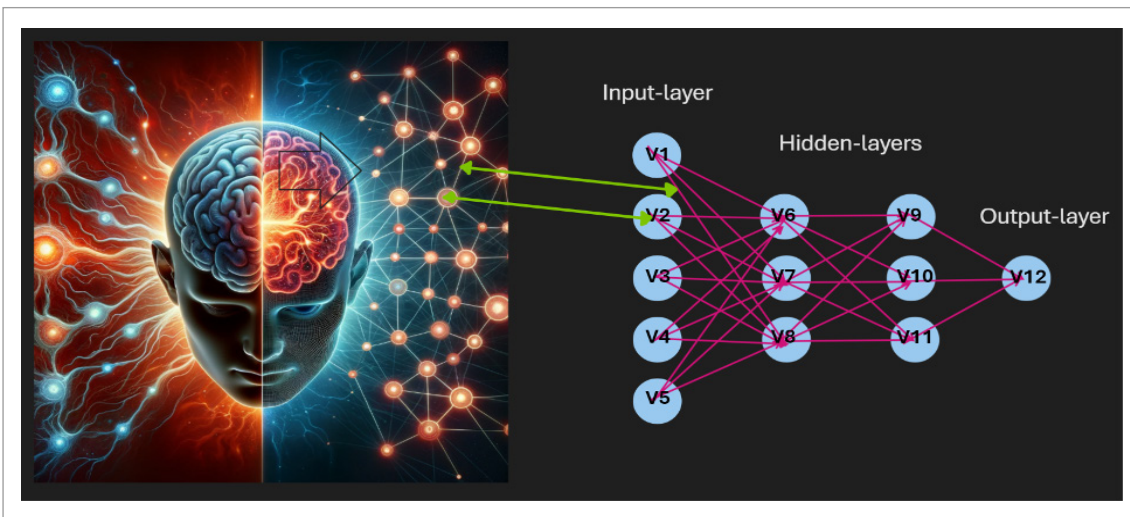 Input-layer
Hidden-layers
Output-layer
V1
V2
V3
V4
V5
V6
V7
V8
V9
V10
V11
V12